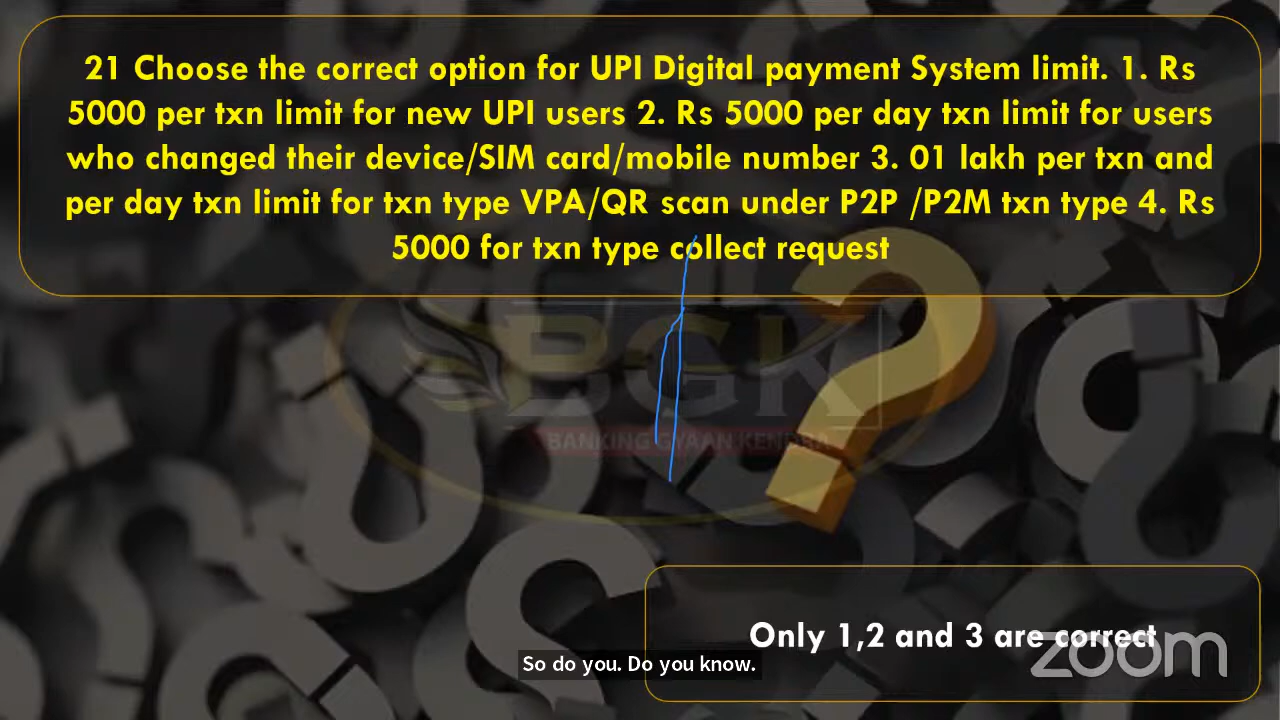 21 Choose the correct option for UPI Digital payment System limit. 1. Rs
5000 per txn limit for new UPI users 2. Rs 5000 per day txn limit for users
who changed their device/SIM card/mobile number 3. 01 lakh per txn and
per day txn limit for txn type VPA/QR scan under P2P /P2M txn type 4. Rs
5000 for txn type collect request
BGK
BANKING GYAAN KENDRA
Only 1,2 and 3 are correct
zoom
So do you. Do you know.